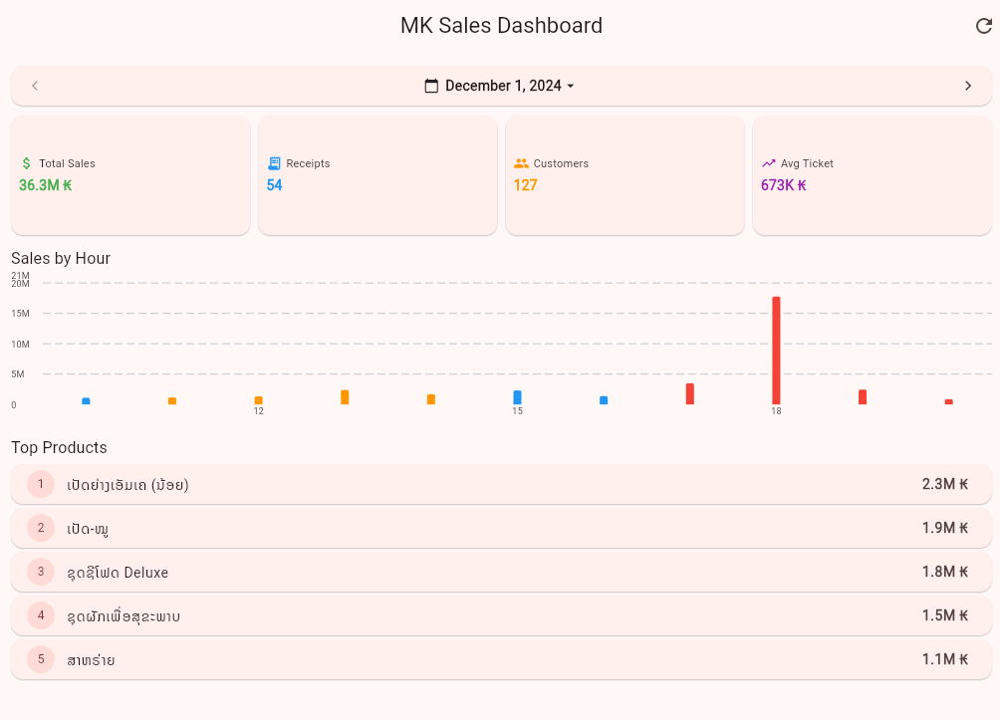 MK Sales Dashboard
December 1, 2024
Total Sales
36.3M ₭
Receipts
54
Customers
127
Avg Ticket
673K ₭
Sales by Hour
21M
20M
15M
10M
5M
0
12
15
18
Top Products
1 ເປັດຢ່າງເອັມເຄ (ນ້ອຍ) 2.3M ₭
2 ເປັດ-ໝູ 1.9M ₭
3 ຊຸດຊີໂຟດ Deluxe 1.8M ₭
4 ຊຸດຜັກເພື່ອສຸຂະພາບ 1.5M ₭
5 ສາຫຣ່າຍ 1.1M ₭